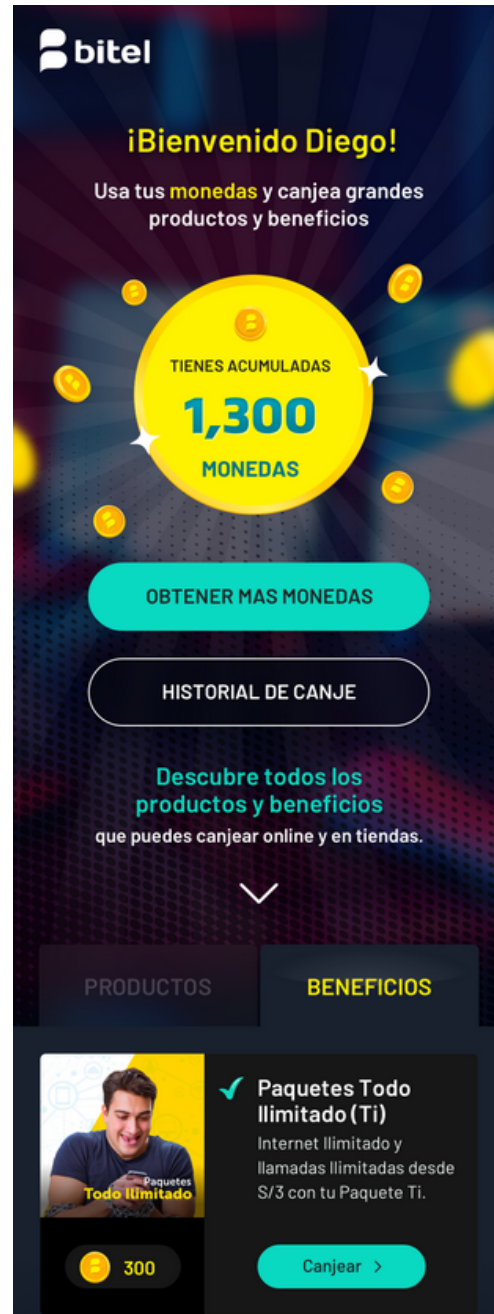 bitel
¡Bienvenido Diego!
Usa tus monedas y canjea grandes
productos y beneficios
TIENES ACUMULADAS
1,300
MONEDAS
OBTENER MAS MONEDAS
HISTORIAL DE CANJE
Descubre todos los
productos y beneficios
que puedes canjear online y en tiendas.
PRODUCTOS
BENEFICIOS
Paquetes
Todo Ilimitado
Paquetes Todo
Ilimitado (Ti)
Internet Ilimitado y
llamadas Ilimitadas desde
S/3 con tu Paquete Ti.
300
Canjear >